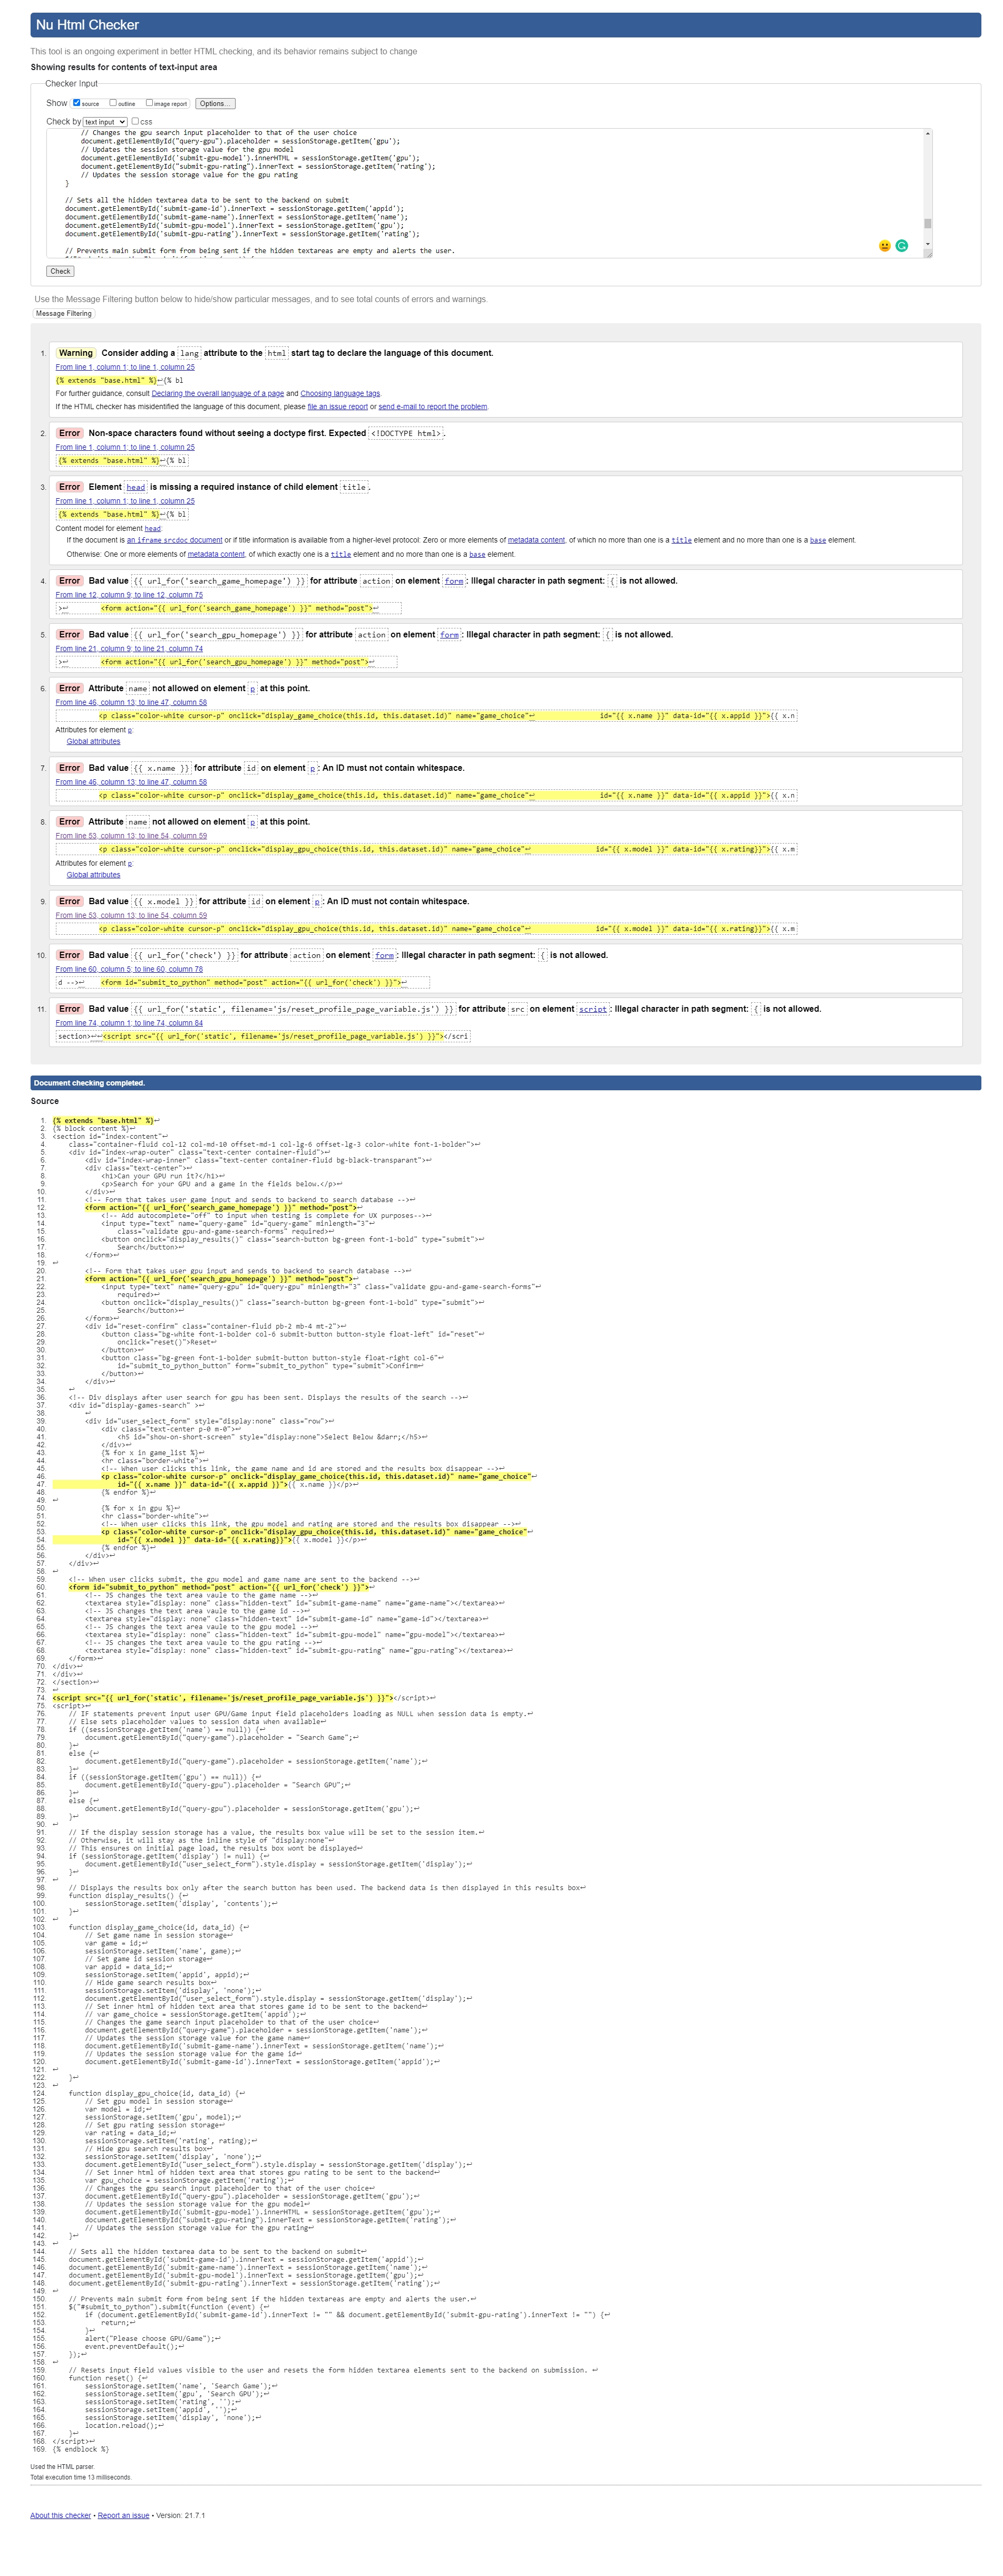 Nu Html Checker
This tool is an ongoing experiment in better HTML checking, and its behavior remains subject to change
Showing results for contents of text-input area
Checker Input
Show source outline image report Options...
Check by text input css
// Changes the gpu search input placeholder to that of the user choice
document.getElementById("query-gpu").placeholder = sessionStorage.getItem('gpu');
// Updates the session storage value for the gpu model
document.getElementById('submit-gpu-model').innerHTML = sessionStorage.getItem('gpu');
document.getElementById("submit-gpu-rating").innerText = sessionStorage.getItem('rating');
// Updates the session storage value for the gpu rating
}
// Sets all the hidden textarea data to be sent to the backend on submit
document.getElementById('submit-game-id').innerText = sessionStorage.getItem('appid');
document.getElementById('submit-game-name').innerText = sessionStorage.getItem('name');
document.getElementById('submit-gpu-model').innerText = sessionStorage.getItem('gpu');
document.getElementById('submit-gpu-rating').innerText = sessionStorage.getItem('rating');
// Prevents main submit form from being sent if the hidden textareas are empty and alerts the user.
Check
Use the Message Filtering button below to hide/show particular messages, and to see total counts of errors and warnings.
Message Filtering
1. Warning Consider adding a lang attribute to the html start tag to declare the language of this document.
From line 1, column 1; to line 1, column 25
{% extends "base.html" %}↩{% bl
For further guidance, consult Declaring the overall language of a page and Choosing language tags.
If the HTML checker has misidentified the language of this document, please file an issue report or send e-mail to report the problem.
2. Error Non-space characters found without seeing a doctype first. Expected <!DOCTYPE html>.
From line 1, column 1; to line 1, column 25
{% extends "base.html" %}↩{% bl
3. Error Element head is missing a required instance of child element title.
From line 1, column 1; to line 1, column 25
{% extends "base.html" %}↩{% bl
Content model for element head:
If the document is an iframe srcdoc document or if title information is available from a higher-level protocol: Zero or more elements of metadata content, of which no more than one is a title element and no more than one is a base element.
Otherwise: One or more elements of metadata content, of which exactly one is a title element and no more than one is a base element.
4. Error Bad value {{ url_for('search_game_homepage') }} for attribute action on element form: Illegal character in path segment: { is not allowed.
From line 12, column 9; to line 12, column 75
>↩ <form action="{{ url_for('search_game_homepage') }}" method="post">↩
5. Error Bad value {{ url_for('search_gpu_homepage') }} for attribute action on element form: Illegal character in path segment: { is not allowed.
From line 21, column 9; to line 21, column 74
>↩ <form action="{{ url_for('search_gpu_homepage') }}" method="post">↩
6. Error Attribute name not allowed on element p at this point.
From line 46, column 13; to line 47, column 58
<p class="color-white cursor-p" onclick="display_game_choice(this.id, this.dataset.id)" name="game_choice"↩ id="{{ x.name }}" data-id="{{ x.appid }}">{{ x.n
Attributes for element p:
Global attributes
7. Error Bad value {{ x.name }} for attribute id on element p: An ID must not contain whitespace.
From line 46, column 13; to line 47, column 58
<p class="color-white cursor-p" onclick="display_game_choice(this.id, this.dataset.id)" name="game_choice"↩ id="{{ x.name }}" data-id="{{ x.appid }}">{{ x.n
8. Error Attribute name not allowed on element p at this point.
From line 53, column 13; to line 54, column 59
<p class="color-white cursor-p" onclick="display_gpu_choice(this.id, this.dataset.id)" name="game_choice"↩ id="{{ x.model }}" data-id="{{ x.rating}}">{{ x.m
Attributes for element p:
Global attributes
9. Error Bad value {{ x.model }} for attribute id on element p: An ID must not contain whitespace.
From line 53, column 13; to line 54, column 59
<p class="color-white cursor-p" onclick="display_gpu_choice(this.id, this.dataset.id)" name="game_choice"↩ id="{{ x.model }}" data-id="{{ x.rating}}">{{ x.m
10. Error Bad value {{ url_for('check') }} for attribute action on element form: Illegal character in path segment: { is not allowed.
From line 60, column 5; to line 60, column 78
d -->↩ <form id="submit_to_python" method="post" action="{{ url_for('check') }}">↩
11. Error Bad value {{ url_for('static', filename='js/reset_profile_page_variable.js') }} for attribute src on element script: Illegal character in path segment: { is not allowed.
From line 74, column 1; to line 74, column 84
section>↩↩<script src="{{ url_for('static', filename='js/reset_profile_page_variable.js') }}"></scri
Document checking completed.
Source
1. {% extends "base.html" %}↩
2. {% block content %}↩
3. <section id="index-content"↩
4. class="container-fluid col-12 col-md-10 offset-md-1 col-lg-6 offset-lg-3 color-white font-1-bolder">↩
5. <div id="index-wrap-outer" class="text-center container-fluid">↩
6. <div id="index-wrap-inner" class="text-center container-fluid bg-black-transparant">↩
7. <div class="text-center">↩
8. <h1>Can your GPU run it?</h1>↩
9. <p>Search for your GPU and a game in the fields below.</p>↩
10. </div>↩
11. <!-- Form that takes user game input and sends to backend to search database -->↩
12. <form action="{{ url_for('search_game_homepage') }}" method="post">↩
13. <!-- Add autocomplete="off" to input when testing is complete for UX purposes-->↩
14. <input type="text" name="query-game" id="query-game" minlength="3"↩
15. class="validate gpu-and-game-search-forms" required>↩
16. <button onclick="display_results()" class="search-button bg-green font-1-bold" type="submit">↩
17. Search</button>↩
18. </form>↩
19. ↩
20. <!-- Form that takes user gpu input and sends to backend to search database -->↩
21. <form action="{{ url_for('search_gpu_homepage') }}" method="post">↩
22. <input type="text" name="query-gpu" id="query-gpu" minlength="3" class="validate gpu-and-game-search-forms"↩
23. required>↩
24. <button onclick="display_results()" class="search-button bg-green font-1-bold" type="submit">↩
25. Search</button>↩
26. </form>↩
27. <div id="reset-confirm" class="container-fluid pb-2 mb-4 mt-2">↩
28. <button class="bg-white font-1-bolder col-6 submit-button button-style float-left" id="reset"↩
29. onclick="reset()">Reset↩
30. </button>↩
31. <button class="bg-green font-1-bolder submit-button button-style float-right col-6"↩
32. id="submit_to_python_button" form="submit_to_python" type="submit">Confirm↩
33. </button>↩
34. </div>↩
35. ↩
36. <!-- Div displays after user search for gpu has been sent. Displays the results of the search -->↩
37. <div id="display-games-search" >↩
38. ↩
39. <div id="user_select_form" style="display:none" class="row">↩
40. <div class="text-center p-0 m-0">↩
41. <h5 id="show-on-short-screen" style="display:none">Select Below &darr;</h5>↩
42. </div>↩
43. {% for x in game_list %}↩
44. <hr class="border-white">↩
45. <!-- When user clicks this link, the game name and id are stored and the results box disappear -->↩
46. <p class="color-white cursor-p" onclick="display_game_choice(this.id, this.dataset.id)" name="game_choice"↩
47. id="{{ x.name }}" data-id="{{ x.appid }}">{{ x.name }}</p>↩
48. {% endfor %}↩
49. ↩
50. {% for x in gpu %}↩
51. <hr class="border-white">↩
52. <!-- When user clicks this link, the gpu model and rating are stored and the results box disappear -->↩
53. <p class="color-white cursor-p" onclick="display_gpu_choice(this.id, this.dataset.id)" name="game_choice"↩
54. id="{{ x.model }}" data-id="{{ x.rating}}">{{ x.model }}</p>↩
55. {% endfor %}↩
56. </div>↩
57. </div>↩
58. ↩
59. <!-- When user clicks submit, the gpu model and game name are sent to the backend -->↩
60. <form id="submit_to_python" method="post" action="{{ url_for('check') }}">↩
61. <!-- JS changes the text area vaule to the game name -->↩
62. <textarea style="display: none" class="hidden-text" id="submit-game-name" name="game-name"></textarea>↩
63. <!-- JS changes the text area vaule to the game id -->↩
64. <textarea style="display: none" class="hidden-text" id="submit-game-id" name="game-id"></textarea>↩
65. <!-- JS changes the text area vaule to the gpu model -->↩
66. <textarea style="display: none" class="hidden-text" id="submit-gpu-model" name="gpu-model"></textarea>↩
67. <!-- JS changes the text area vaule to the gpu rating -->↩
68. <textarea style="display: none" class="hidden-text" id="submit-gpu-rating" name="gpu-rating"></textarea>↩
69. </form>↩
70. </div>↩
71. </div>↩
72. </section>↩
73. ↩
74. <script src="{{ url_for('static', filename='js/reset_profile_page_variable.js') }}"></script>↩
75. <script>↩
76. // IF statements prevent input user GPU/Game input field placeholders loading as NULL when session data is empty.↩
77. // Else sets placeholder values to session data when available↩
78. if ((sessionStorage.getItem('name') == null)) {↩
79. document.getElementById("query-game").placeholder = "Search Game";↩
80. }↩
81. else {↩
82. document.getElementById("query-game").placeholder = sessionStorage.getItem('name');↩
83. }↩
84. if ((sessionStorage.getItem('gpu') == null)) {↩
85. document.getElementById("query-gpu").placeholder = "Search GPU";↩
86. }↩
87. else {↩
88. document.getElementById("query-gpu").placeholder = sessionStorage.getItem('gpu');↩
89. }↩
90. ↩
91. // If the display session storage has a value, the results box value will be set to the session item.↩
92. // Otherwise, it will stay as the inline style of "display:none"↩
93. // This ensures on initial page load, the results box wont be displayed↩
94. if (sessionStorage.getItem('display') != null) {↩
95. document.getElementById("user_select_form").style.display = sessionStorage.getItem('display');↩
96. }↩
97. ↩
98. // Displays the results box only after the search button has been used. The backend data is then displayed in this results box↩
99. function display_results() {↩
100. sessionStorage.setItem('display', 'contents');↩
101. }↩
102. ↩
103. function display_game_choice(id, data_id) {↩
104. // Set game name in session storage↩
105. var game = id;↩
106. sessionStorage.setItem('name', game);↩
107. // Set game id session storage↩
108. var appid = data_id;↩
109. sessionStorage.setItem('appid', appid);↩
110. // Hide game search results box↩
111. sessionStorage.setItem('display', 'none');↩
112. document.getElementById("user_select_form").style.display = sessionStorage.getItem('display');↩
113. // Set inner html of hidden text area that stores game id to be sent to the backend↩
114. // var game_choice = sessionStorage.getItem('appid');↩
115. // Changes the game search input placeholder to that of the user choice↩
116. document.getElementById("query-game").placeholder = sessionStorage.getItem('name');↩
117. // Updates the session storage value for the game name↩
118. document.getElementById('submit-game-name').innerText = sessionStorage.getItem('name');↩
119. // Updates the session storage value for the game id↩
120. document.getElementById('submit-game-id').innerText = sessionStorage.getItem('appid');↩
121. ↩
122. }↩
123. ↩
124. function display_gpu_choice(id, data_id) {↩
125. // Set gpu model in session storage↩
126. var model = id;↩
127. sessionStorage.setItem('gpu', model);↩
128. // Set gpu rating session storage↩
129. var rating = data_id;↩
130. sessionStorage.setItem('rating', rating);↩
131. // Hide gpu search results box↩
132. sessionStorage.setItem('display', 'none');↩
133. document.getElementById("user_select_form").style.display = sessionStorage.getItem('display');↩
134. // Set inner html of hidden text area that stores gpu rating to be sent to the backend↩
135. var gpu_choice = sessionStorage.getItem('rating');↩
136. // Changes the gpu search input placeholder to that of the user choice↩
137. document.getElementById("query-gpu").placeholder = sessionStorage.getItem('gpu');↩
138. // Updates the session storage value for the gpu model↩
139. document.getElementById('submit-gpu-model').innerHTML = sessionStorage.getItem('gpu');↩
140. document.getElementById("submit-gpu-rating").innerText = sessionStorage.getItem('rating');↩
141. // Updates the session storage value for the gpu rating↩
142. }↩
143. ↩
144. // Sets all the hidden textarea data to be sent to the backend on submit↩
145. document.getElementById('submit-game-id').innerText = sessionStorage.getItem('appid');↩
146. document.getElementById('submit-game-name').innerText = sessionStorage.getItem('name');↩
147. document.getElementById('submit-gpu-model').innerText = sessionStorage.getItem('gpu');↩
148. document.getElementById('submit-gpu-rating').innerText = sessionStorage.getItem('rating');↩
149. ↩
150. // Prevents main submit form from being sent if the hidden textareas are empty and alerts the user.↩
151. $("#submit_to_python").submit(function (event) {↩
152. if (document.getElementById('submit-game-id').innerText != "" && document.getElementById('submit-gpu-rating').innerText != "") {↩
153. return;↩
154. }↩
155. alert("Please choose GPU/Game");↩
156. event.preventDefault();↩
157. });↩
158. ↩
159. // Resets input field values visible to the user and resets the form hidden textarea elements sent to the backend on submission. ↩
160. function reset() {↩
161. sessionStorage.setItem('name', 'Search Game');↩
162. sessionStorage.setItem('gpu', 'Search GPU');↩
163. sessionStorage.setItem('rating', '');↩
164. sessionStorage.setItem('appid', '');↩
165. sessionStorage.setItem('display', 'none');↩
166. location.reload();↩
167. }↩
168. </script>↩
169. {% endblock %}
Used the HTML parser.
Total execution time 13 milliseconds.
About this checker • Report an issue • Version: 21.7.1